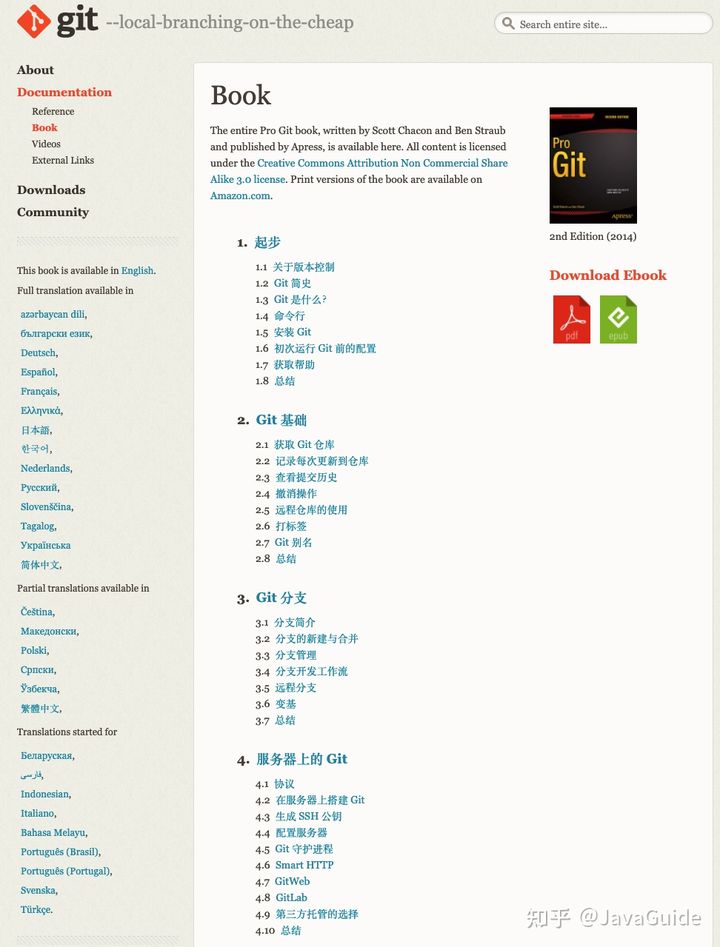 git --local-branching-on-the-cheap
Search entire site...
About
Documentation
Reference
Book
Videos
External Links
Downloads
Community
This book is available in English.
Full translation available in
azərbaycan dili,
български език,
Deutsch,
Español,
Français,
Ελληνικά,
日本語,
한국어,
Nederlands,
Русский,
Slovenščina,
Tagalog,
Українська
简体中文,
Partial translations available in
Čeština,
Македонски,
Polski,
Српски,
Ўзбекча,
繁體中文,
Translations started for
Беларуская,
فارسی,
Indonesian,
Italiano,
Bahasa Melayu,
Português (Brasil),
Português (Portugal),
Svenska,
Türkçe.
Book
The entire Pro Git book, written by Scott Chacon and Ben Straub
and published by Apress, is available here. All content is licensed
under the Creative Commons Attribution Non Commercial Share
Alike 3.0 license. Print versions of the book are available on
Amazon.com.
1. 起步
1.1 关于版本控制
1.2 Git 简史
1.3 Git 是什么?
1.4 命令行
1.5 安装 Git
1.6 初次运行 Git 前的配置
1.7 获取帮助
1.8 总结
2. Git 基础
2.1 获取 Git 仓库
2.2 记录每次更新到仓库
2.3 查看提交历史
2.4 撤消操作
2.5 远程仓库的使用
2.6 打标签
2.7 Git 别名
2.8 总结
3. Git 分支
3.1 分支简介
3.2 分支的新建与合并
3.3 分支管理
3.4 分支开发工作流
3.5 远程分支
3.6 变基
3.7 总结
4. 服务器上的 Git
4.1 协议
4.2 在服务器上搭建 Git
4.3 生成 SSH 公钥
4.4 配置服务器
4.5 Git 守护进程
4.6 Smart HTTP
4.7 GitWeb
4.8 GitLab
4.9 第三方托管的选择
4.10 总结
Pro
Git
Apress
2nd Edition (2014)
Download Ebook
pdf
epub
知乎 @JavaGuide